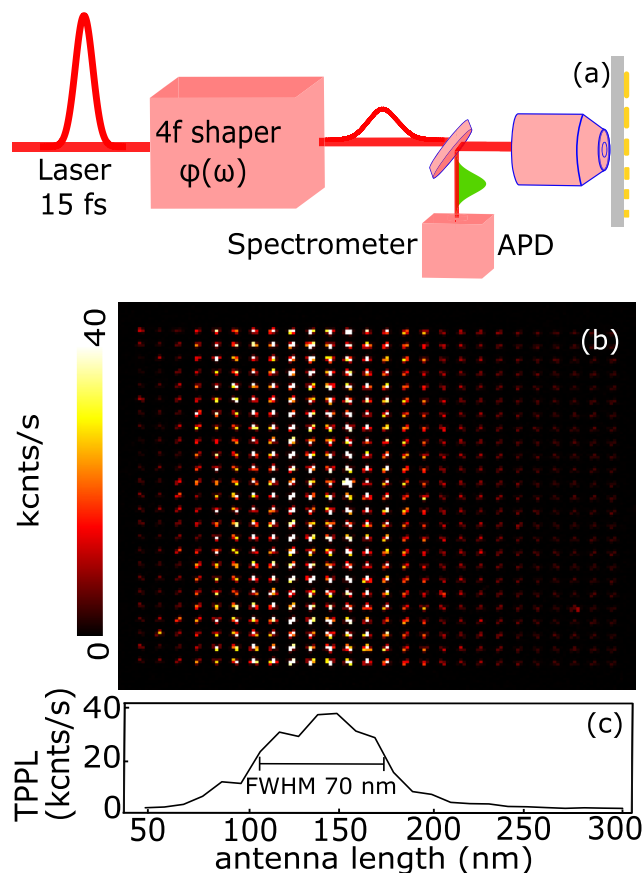 (a)
Laser
15 fs
4f shaper
φ(ω)
Spectrometer
APD
(b)
40
0
kcnts/s
(c)
TPPL
(kcnts/s)
40
20
0
FWHM 70 nm
50
100
150
200
250
300
antenna length (nm)